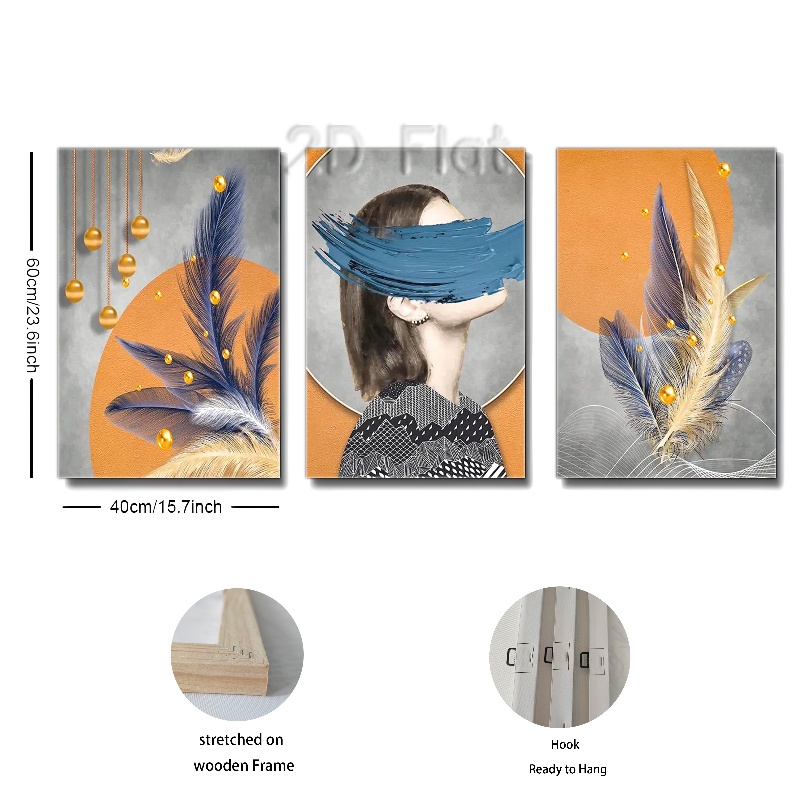 2D Flat
60cm/23.6inch
40cm/15.7inch
stretched on
wooden Frame
Hook
Ready to Hang